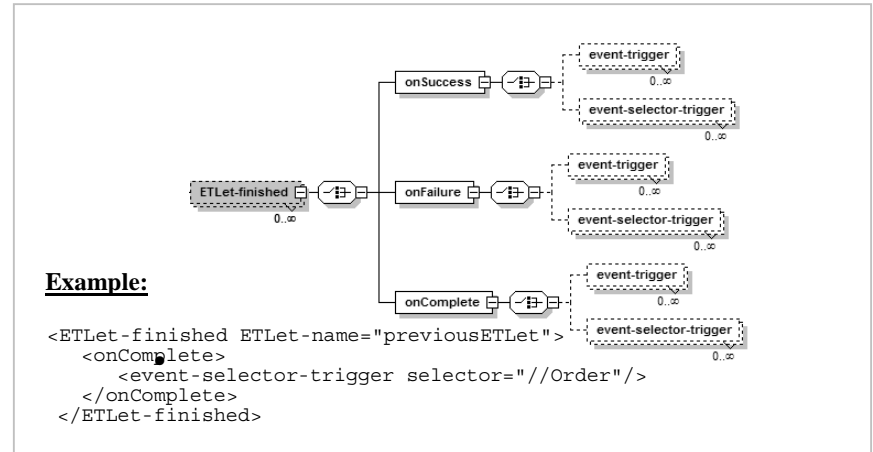 event-trigger
0..∞
onSuccess
event-selector-trigger
0..∞
event-trigger
0..∞
ETLet-finished
0..∞
onFailure
event-selector-trigger
0..∞
event-trigger
0..∞
onComplete
event-selector-trigger
0..∞
Example:
<ETLet-finished ETLet-name="previousETLet">
<onComplete>
<event-selector-trigger selector="//Order"/>
</onComplete>
</ETLet-finished>